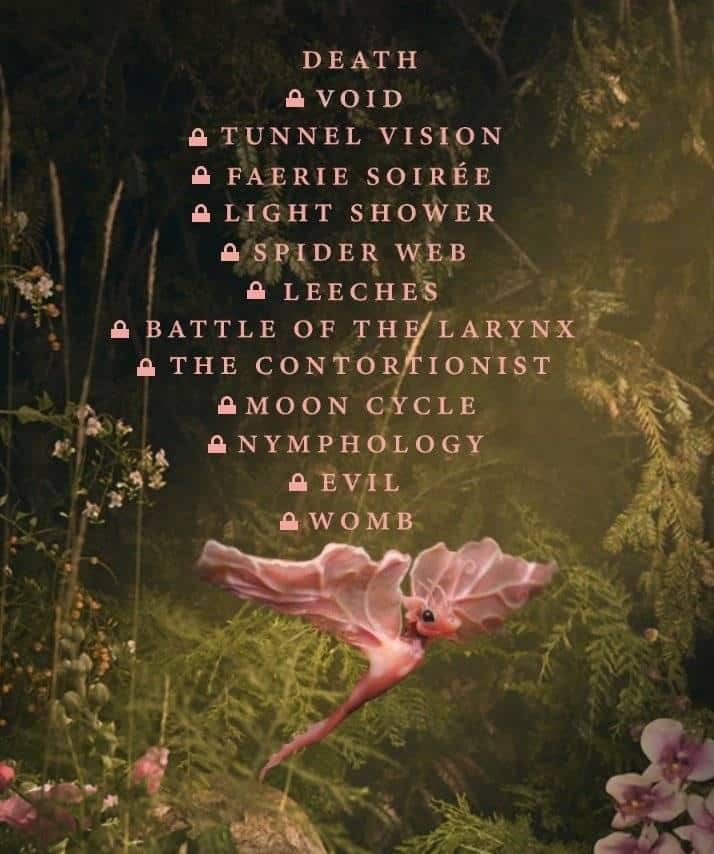 DEATH
VOID
TUNNEL VISION
FAERIE SOIRÉE
LIGHT SHOWER
SPIDER WEB
LEECHES
BATTLE OF THE LARYNX
THE CONTORTIONIST
MOON CYCLE
NYMPHOLOGY
EVIL
WOMB